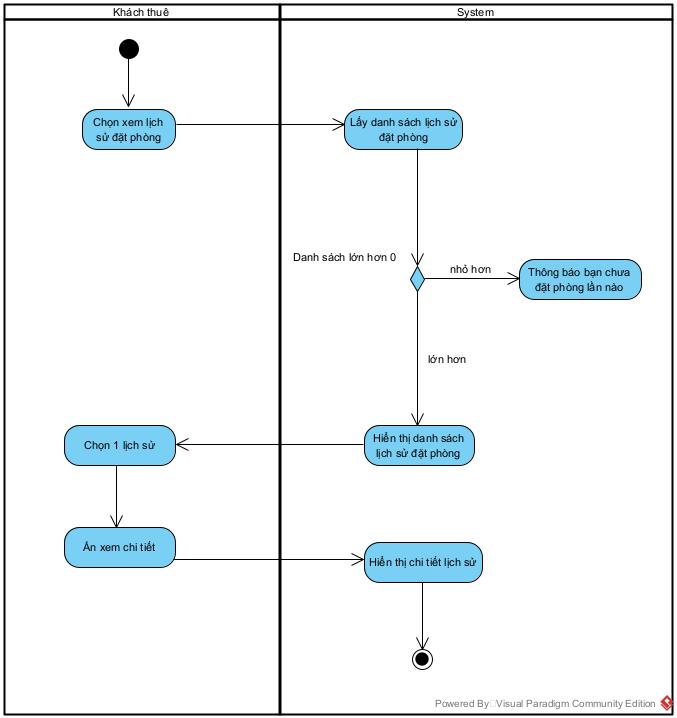 Khách thuê
System
Chọn xem lịch
sử đặt phòng
Lấy danh sách lịch sử
đặt phòng
Danh sách lớn hơn 0
nhỏ hơn
Thông báo bạn chưa
đặt phòng lần nào
lớn hơn
Hiển thị danh sách
lịch sử đặt phòng
Chọn 1 lịch sử
Ấn xem chi tiết
Hiển thị chi tiết lịch sử
Powered By Visual Paradigm Community Edition